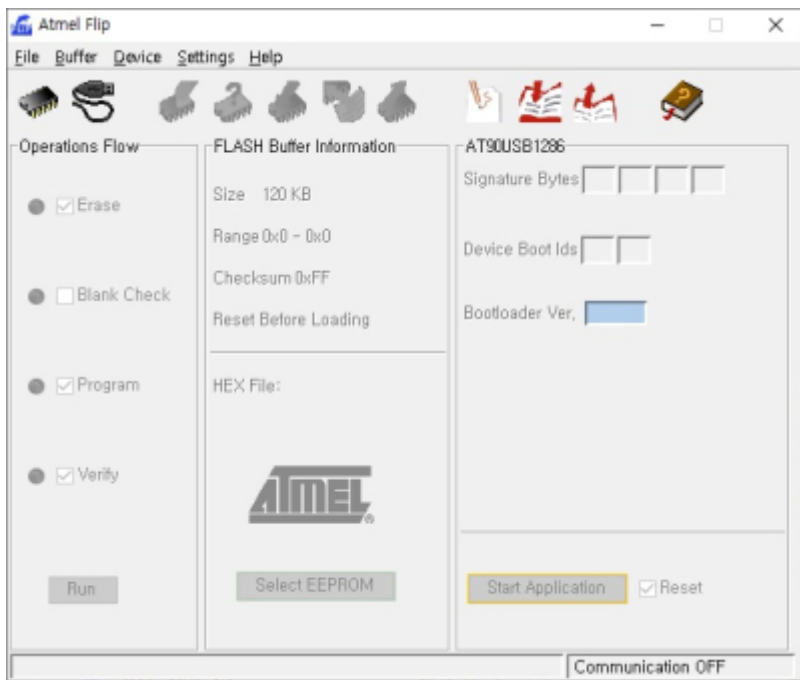 Atmel Flip
File Buffer Device Settings Help
Operations Flow
Erase
Blank Check
Program
Verify
Run
FLASH Buffer Information
Size 120 KB
Range 0x0 - 0x0
Checksum 0xFF
Reset Before Loading
HEX File:
ATMEL
®
Select EEPROM
AT90USB1286
Signature Bytes
Device Boot Ids
Bootloader Ver,
Start Application
Reset
Communication OFF